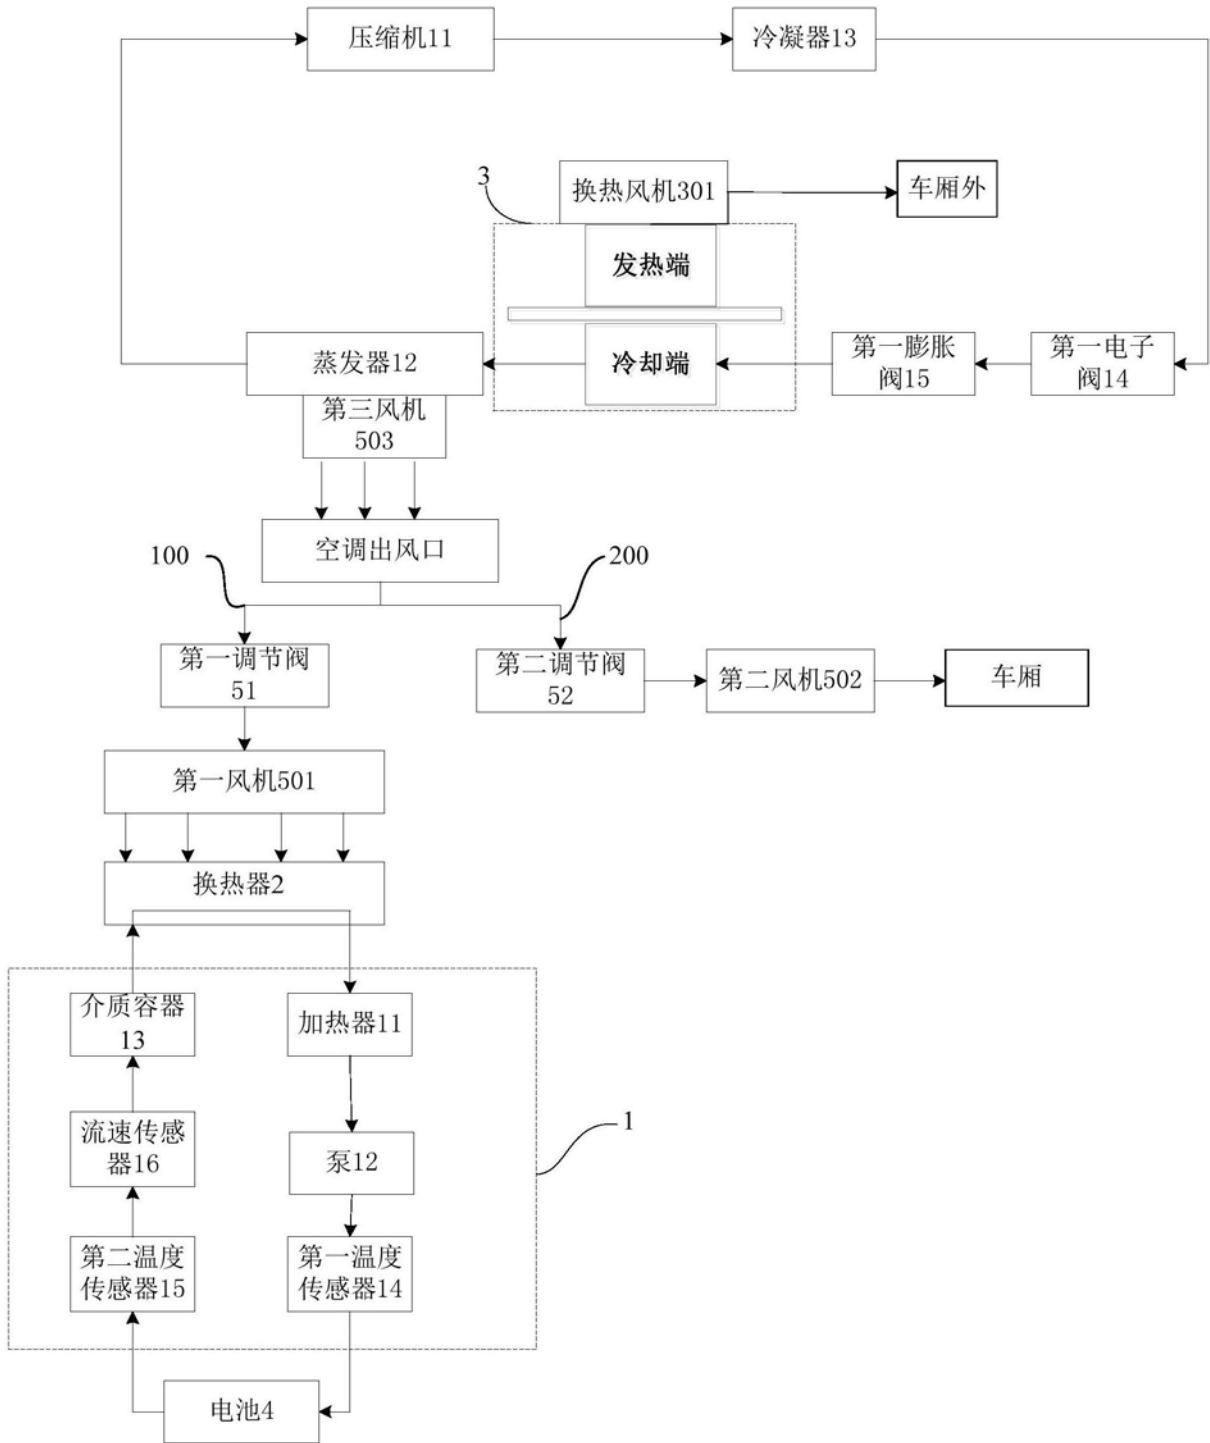 压缩机11
冷凝器13
3
换热风机301
车厢外
发热端
蒸发器12
冷却端
第一膨胀
阀15
第一电子
阀14
第三风机
503
空调出风口
100
200
第一调节阀
51
第二调节阀
52
第二风机502
车厢
第一风机501
换热器2
介质容器
13
加热器11
流速传感
器16
泵12
1
第二温度
传感器15
第一温度
传感器14
电池4